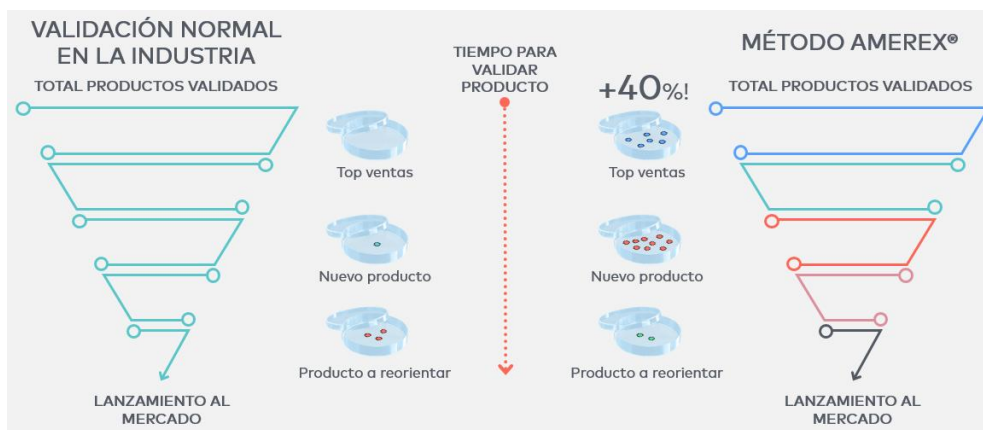 VALIDACIÓN NORMAL
EN LA INDUSTRIA
TOTAL PRODUCTOS VALIDADOS
LANZAMIENTO AL
MERCADO
Top ventas
Nuevo producto
Producto a reorientar
TIEMPO PARA
VALIDAR
PRODUCTO
+40%!
Top ventas
Nuevo producto
Producto a reorientar
MÉTODO AMEREX®
TOTAL PRODUCTOS VALIDADOS
LANZAMIENTO AL
MERCADO